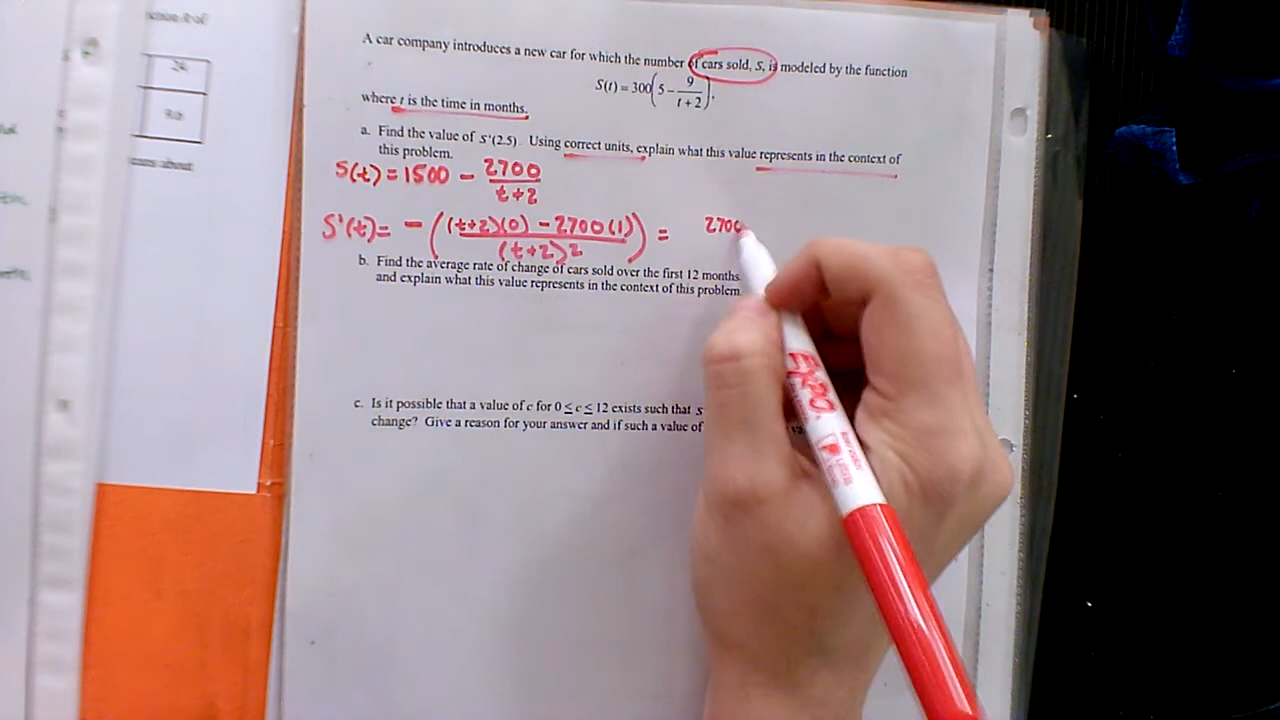 24
9.6
A car company introduces a new car for which the number of cars sold, S, is modeled by the function
S(t) = 300(5 - 9/(t + 2)),
where t is the time in months.
a. Find the value of S'(2.5). Using correct units, explain what this value represents in the context of
this problem.
S(t) = 1500 - 2700/(t+2)
S'(t) = -((t+2)(0) - 2700(1))/(t+2)2) = 2700
b. Find the average rate of change of cars sold over the first 12 months.
and explain what this value represents in the context of this problem
c. Is it possible that a value of c for 0 ≤ c ≤ 12 exists such that S
change? Give a reason for your answer and if such a value of
EXPO